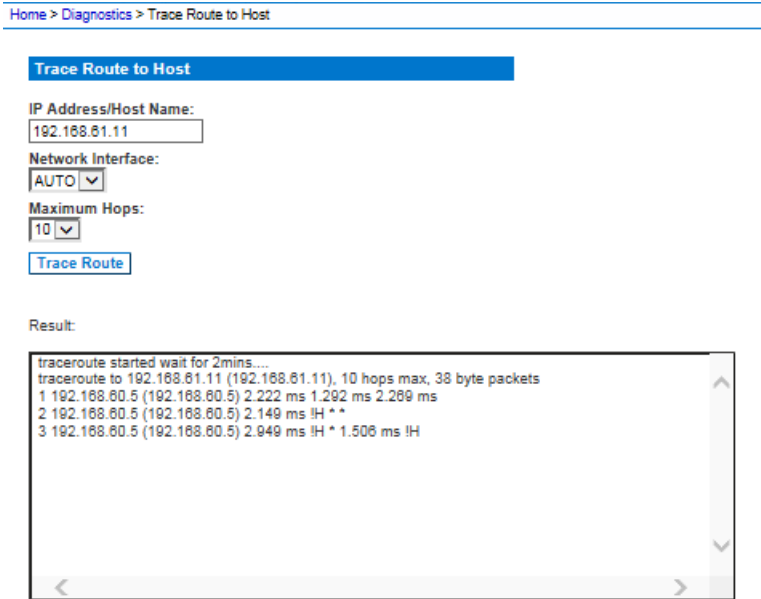 Home > Diagnostics > Trace Route to Host
Trace Route to Host
IP Address/Host Name:
192.168.61.11
Network Interface:
AUTO
Maximum Hops:
10
Trace Route
Result:
traceroute started wait for 2mins....
traceroute to 192.168.61.11 (192.168.61.11), 10 hops max, 38 byte packets
1 192.168.60.5 (192.168.60.5) 2.222 ms 1.292 ms 2.269 ms
2 192.168.60.5 (192.168.60.5) 2.149 ms !H * *
3 192.168.60.5 (192.168.60.5) 2.949 ms !H * 1.506 ms !H